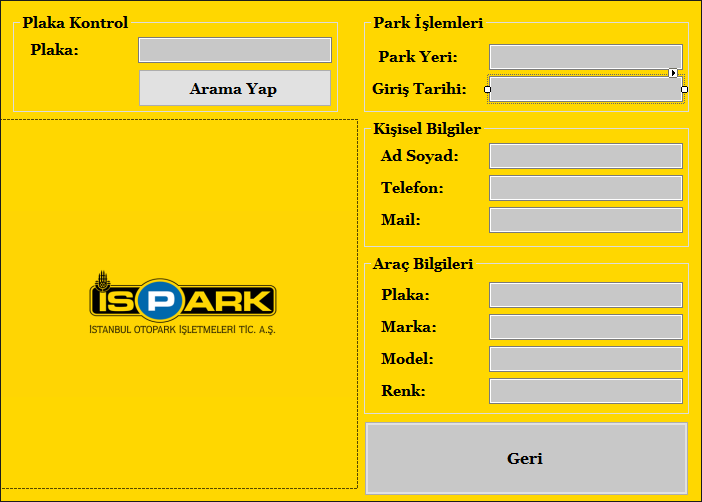 Plaka Kontrol
Plaka:
Arama Yap
İSPARK
İSTANBUL OTOPARK İŞLETMELERİ TİC. A.Ş.
Park İşlemleri
Park Yeri:
Giriş Tarihi:
Kişisel Bilgiler
Ad Soyad:
Telefon:
Mail:
Araç Bilgileri
Plaka:
Marka:
Model:
Renk:
Geri